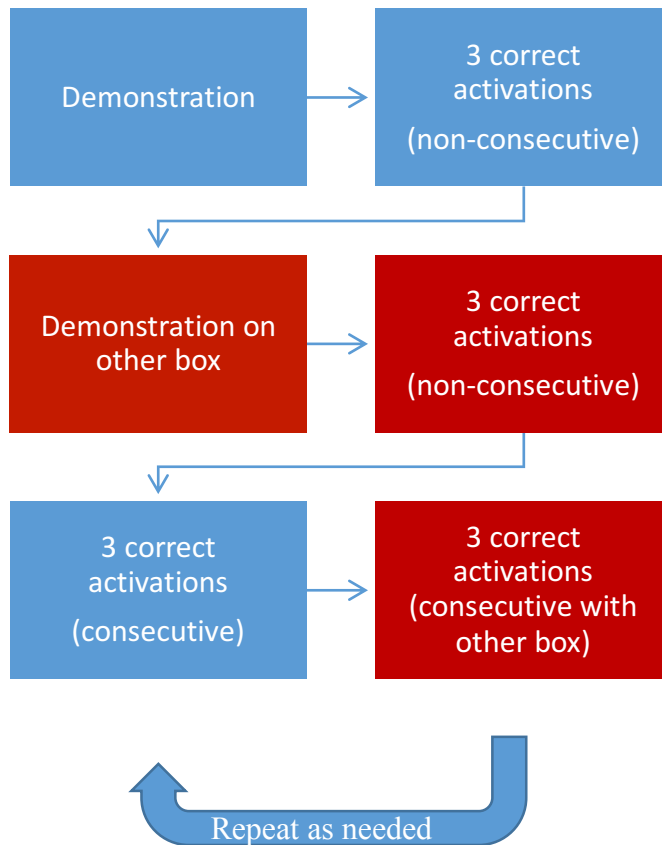 Demonstration
3 correct
activations
(non-consecutive)
Demonstration on
other box
3 correct
activations
(non-consecutive)
3 correct
activations
(consecutive)
3 correct
activations
(consecutive with
other box)
Repeat as needed